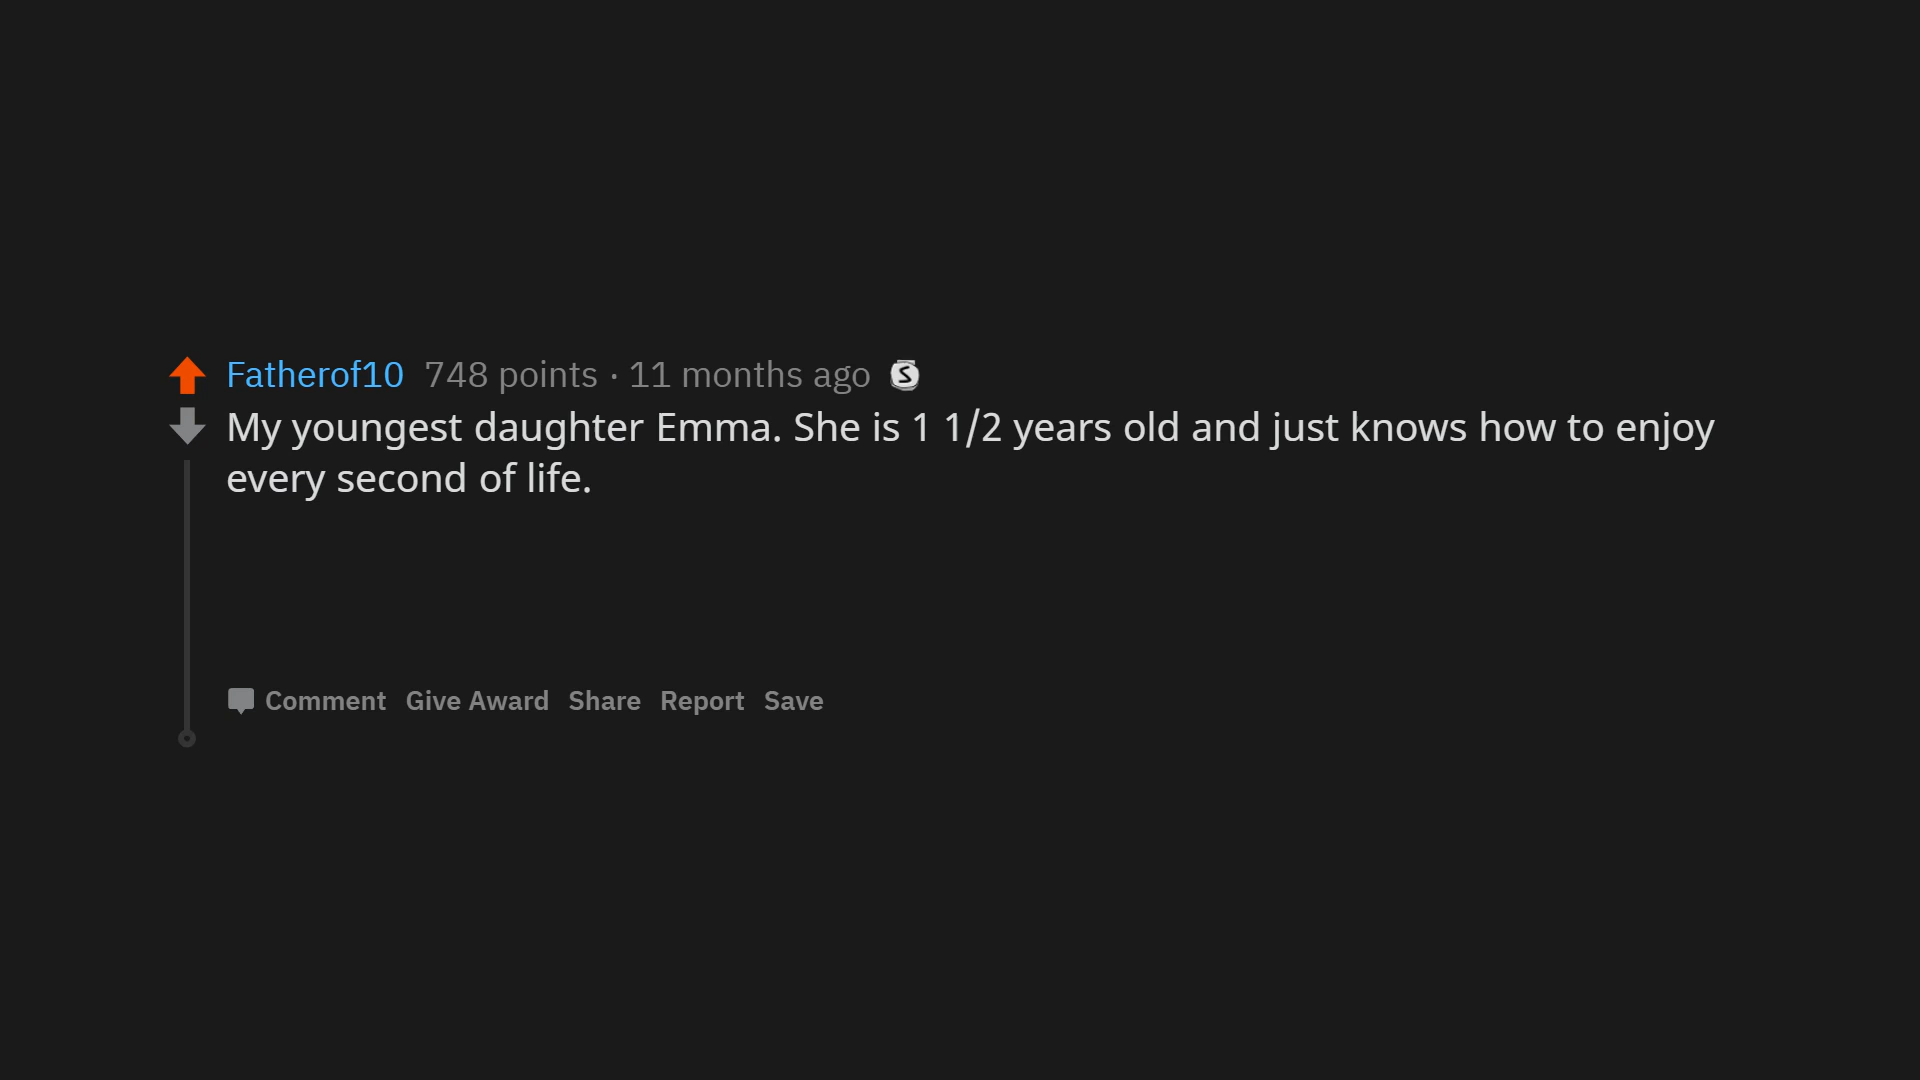 Fatherof10 748 points · 11 months ago S
My youngest daughter Emma. She is 1 1/2 years old and just knows how to enjoy
every second of life.
Comment Give Award Share Report Save